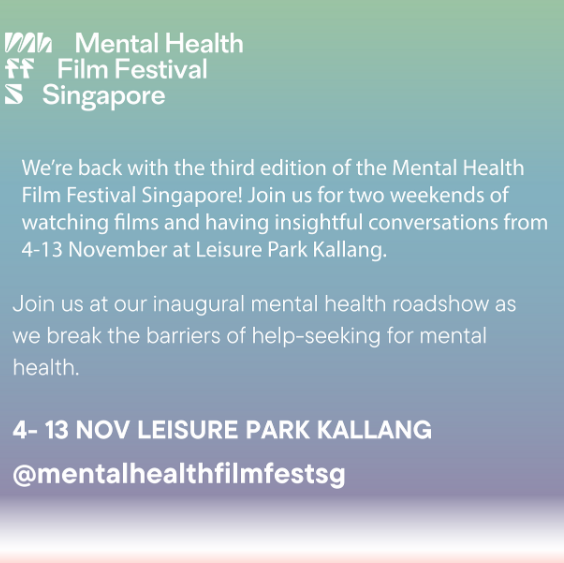 mh Mental Health
ff Film Festival
S Singapore
We're back with the third edition of the Mental Health
Film Festival Singapore! Join us for two weekends of
watching films and having insightful conversations from
4-13 November at Leisure Park Kallang.
Join us at our inaugural mental health roadshow as
we break the barriers of help-seeking for mental
health.
4- 13 NOV LEISURE PARK KALLANG
@mentalhealthfilmfestsg